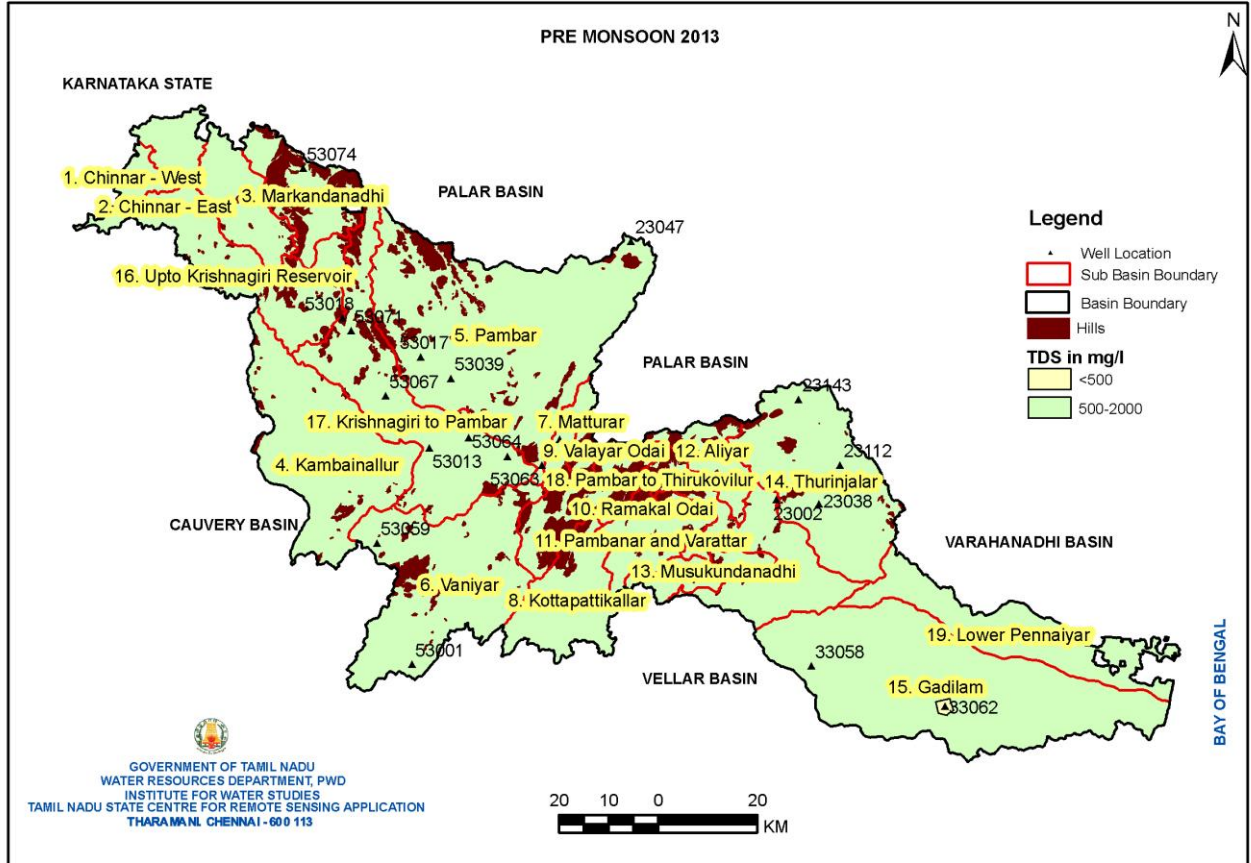 PRE MONSOON 2013
N
KARNATAKA STATE
53074
1. Chinnar - West
PALAR BASIN
3. Markandanadhi
2. Chinnar - East
23047
Legend
Well Location
Sub Basin Boundary
Basin Boundary
Hills
TDS in mg/l
<500
500-2000
16. Upto Krishnagiri Reservoir
53018
53071
53017
5. Pambar
53039
PALAR BASIN
53067
23143
17. Krishnagiri to Pambar
7. Matturar
53064
9. Valayar Odai
12. Aliyar
23112
4. Kambainallur
53013
53063
18. Pambar to Thirukovilur
14. Thurinjalar
10. Ramakal Odai
23002
23038
CAUVERY BASIN
53059
11. Pambanar and Varattar
VARAHANADHI BASIN
13. Musukundanadhi
6. Vaniyar
8. Kottapattikallar
19. Lower Pennaiyar
53001
33058
VELLAR BASIN
15. Gadilam
33062
BAY OF BENGAL
GOVERNMENT OF TAMIL NADU
WATER RESOURCES DEPARTMENT, PWD
INSTITUTE FOR WATER STUDIES
TAMIL NADU STATE CENTRE FOR REMOTE SENSING APPLICATION
THARAMANI. CHENNAI - 600 113
20 10 0 20
KM